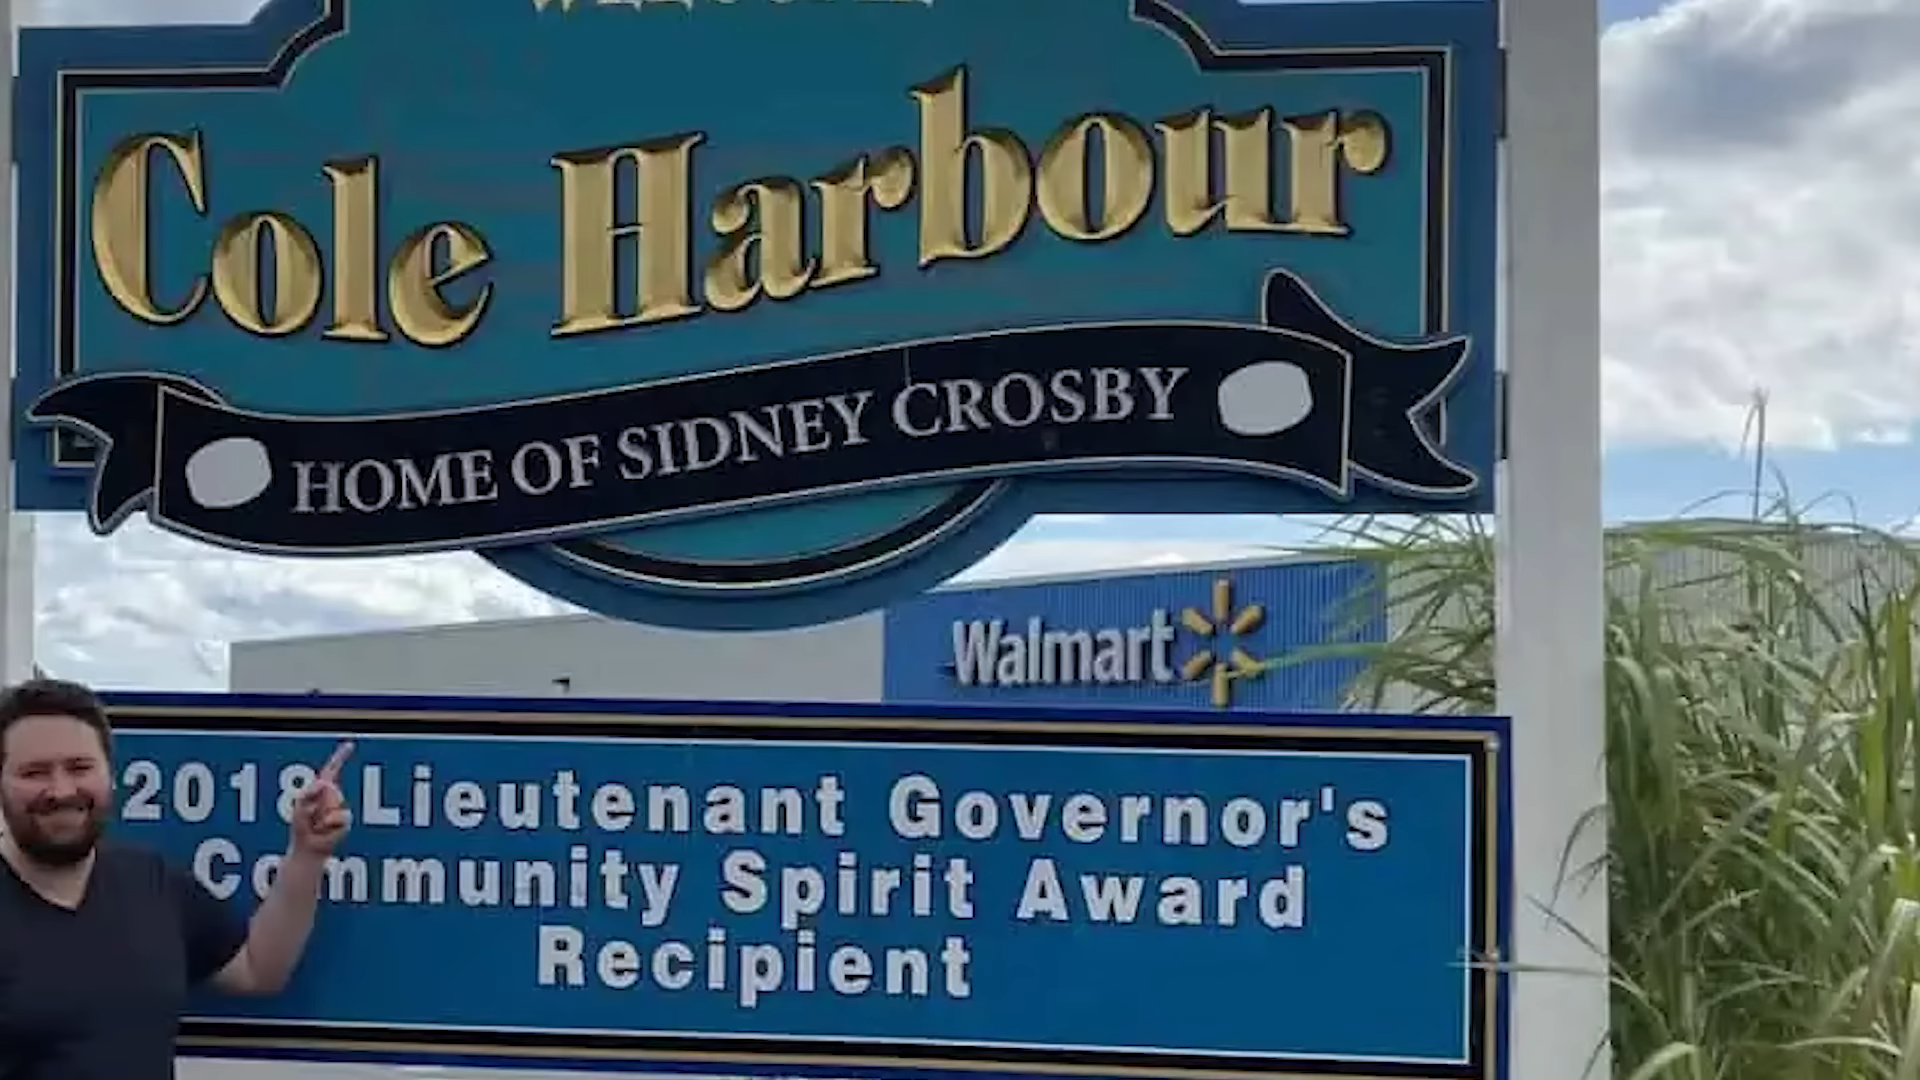 Cole Harbour
HOME OF SIDNEY CROSBY
Walmart
2018 Lieutenant Governor's
Community Spirit Award
Recipient